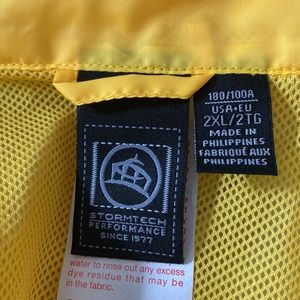 180/100A
USA•EU
2XL/2TG
MADE IN
PHILIPPINES
FABRIQUÉ AUX
PHILIPPINES
STORMTECH
PERFORMANCE
SINCE 1977
water to rinse out any excess
dye residue that may be
in the fabric.